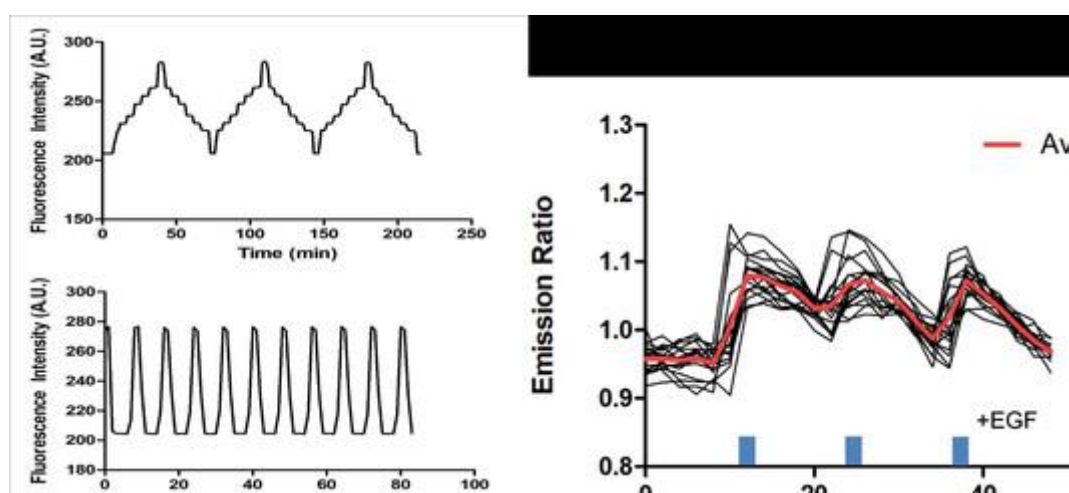 Fluorescence Intensity (A.U.)
300
250
200
150
0 50 100 150 200 250
Time (min)
Fluorescence Intensity (A.U.)
300
280
260
240
220
200
180
0 20 40 60 80 100
Emission Ratio
1.3
1.2
1.1
1.0
0.9
0.8
Av
+EGF
0 20 40